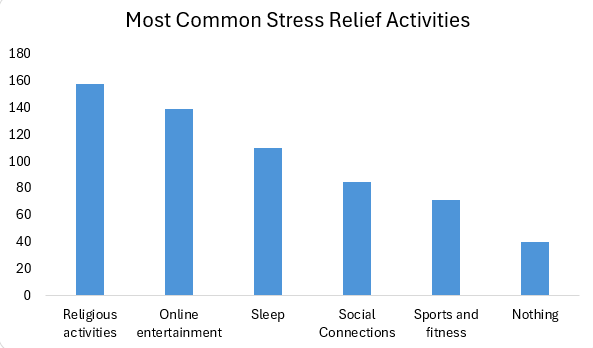 Most Common Stress Relief Activities
180
160
140
120
100
80
60
40
20
0
Religious activities
Online entertainment
Sleep
Social Connections
Sports and fitness
Nothing